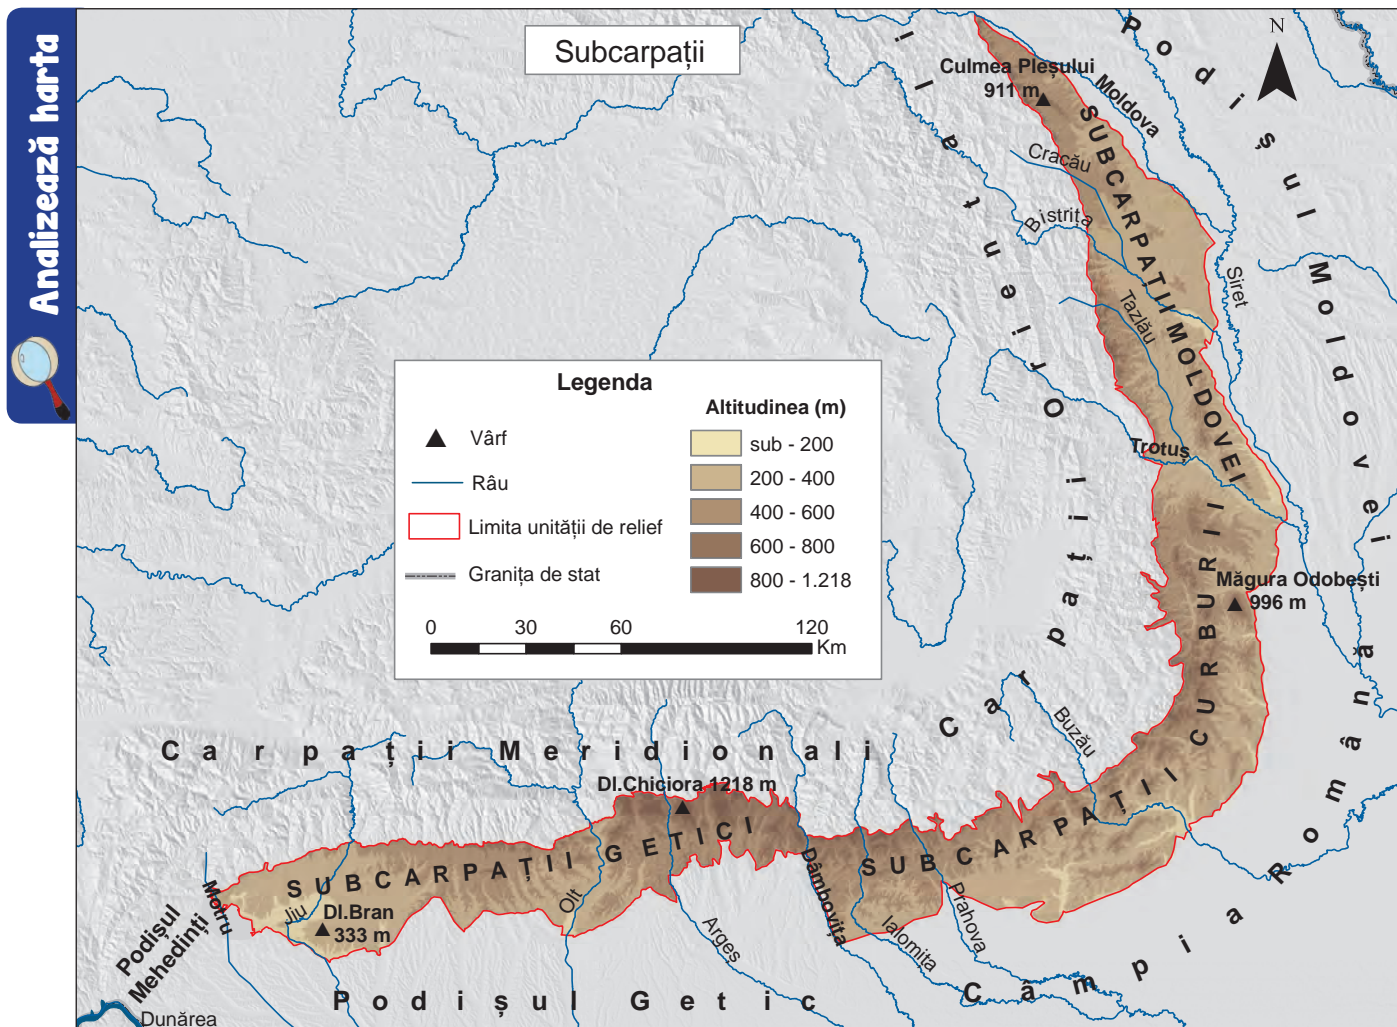 Analizează harta
Subcarpații
N
Culmea Pleșului
911 m
Moldova
Podișul Moldovei
Cracău
Bistrița
Siret
Tazlău
Trotuș
SUBCARPAȚII MOLDOVEI
Carpații Orientali
Legenda
Vârf
Râu
Limita unității de relief
Granița de stat
Altitudinea (m)
sub - 200
200 - 400
400 - 600
600 - 800
800 - 1.218
0 30 60 120
Km
Măgura Odobești
996 m
SUBCARPAȚII CURBURII
Buzău
Câmpia Română
Carpații Meridionali
Dl.Chiciora 1218 m
SUBCARPAȚII GETICI
Motru
Jiu
Dl.Bran
333 m
Olt
Argeș
Dâmbovița
Ialomița
Prahova
Podișul
Mehedinți
Podișul Getic
Dunărea